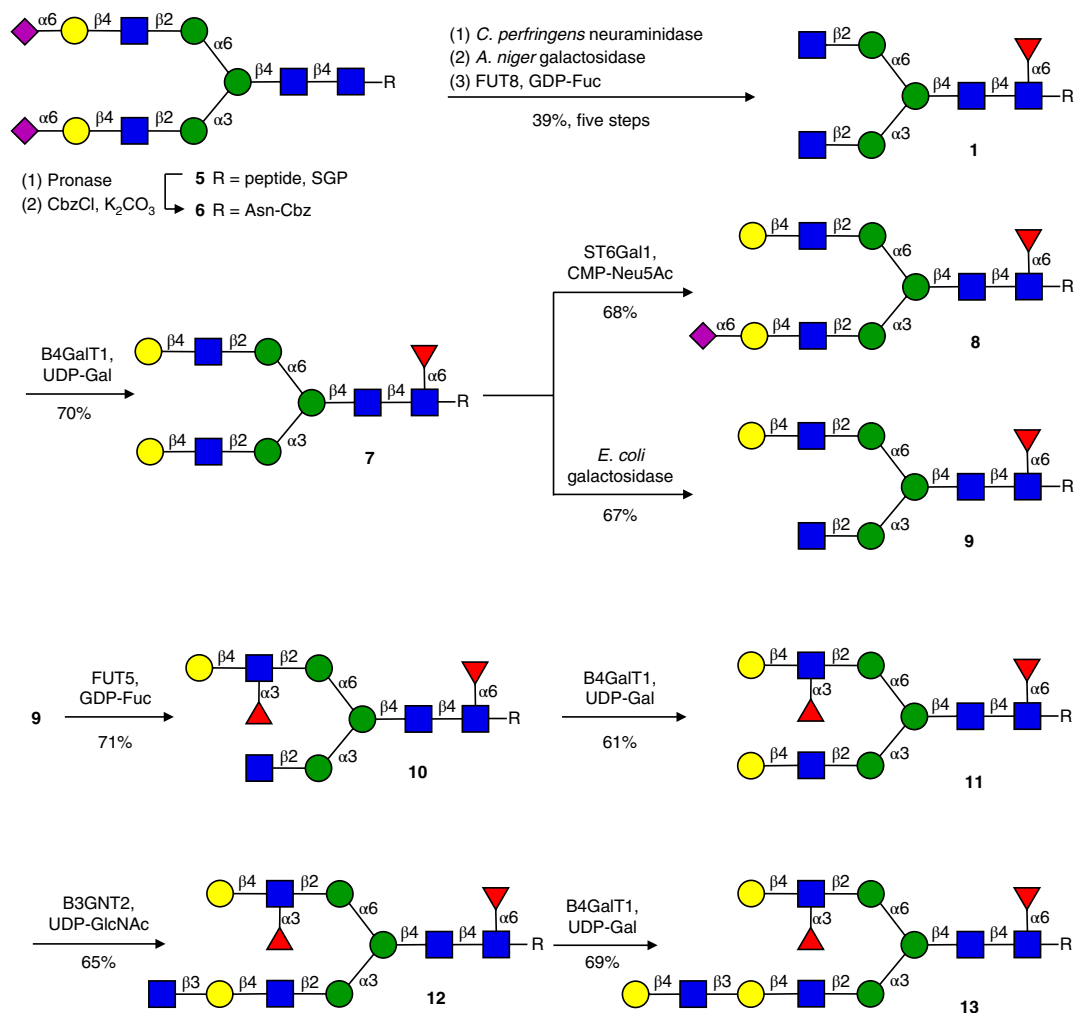 α6 β4 β2
α6
β4 β4 R
α6 β4 β2 α3
(1) Pronase
(2) CbzCl, K₂CO₃
5 R = peptide, SGP
6 R = Asn-Cbz
(1) C. perfringens neuraminidase
(2) A. niger galactosidase
(3) FUT8, GDP-Fuc
39%, five steps
β2
α6 α6
β4 β4 R
β2 α3
1
B4GalT1,
UDP-Gal
70%
β4 β2
α6 α6
β4 β4 R
β4 β2 α3
7
ST6Gal1,
CMP-Neu5Ac
68%
β4 β2
α6 α6
β4 β4 R
α6 β4 β2 α3
8
E. coli
galactosidase
67%
β4 β2
α6 α6
β4 β4 R
β2 α3
9
9
FUT5,
GDP-Fuc
71%
β4 β2
α3 α6 α6
β4 β4 R
β2 α3
10
B4GalT1,
UDP-Gal
61%
β4 β2
α3 α6 α6
β4 β4 R
β4 β2 α3
11
B3GNT2,
UDP-GlcNAc
65%
β4 β2
α3 α6 α6
β4 β4 R
β3 β4 β2 α3
12
B4GalT1,
UDP-Gal
69%
β4 β2
α3 α6 α6
β4 β4 R
β4 β3 β4 β2 α3
13